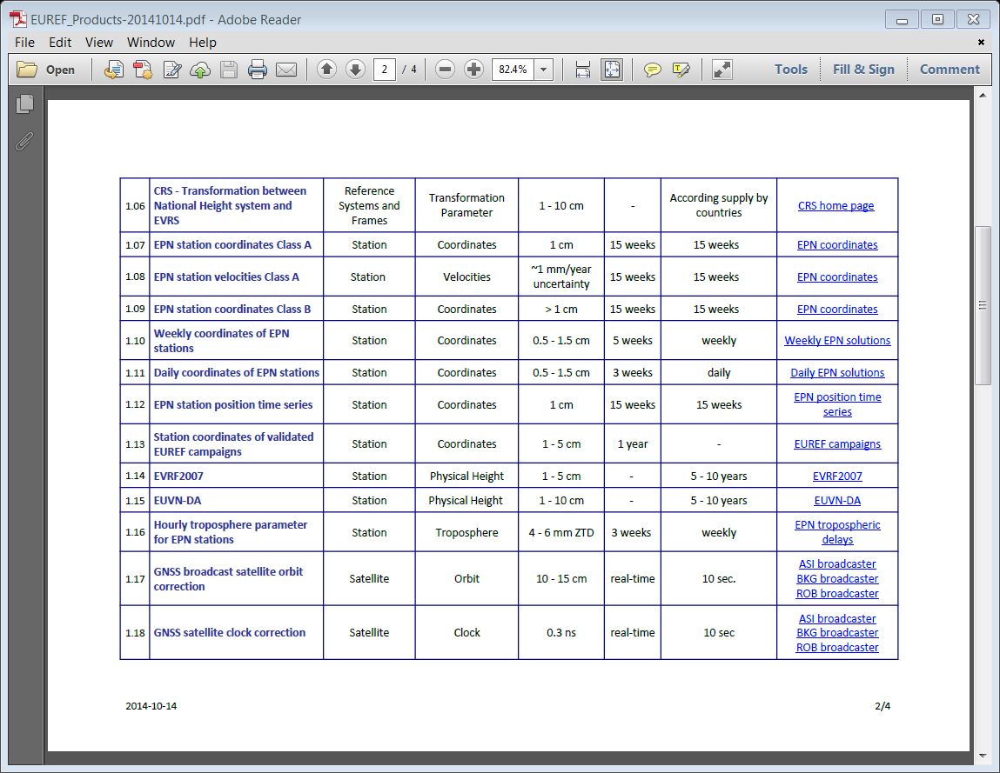 EUREF_Products-20141014.pdf - Adobe Reader
File Edit View Window Help
Open 2 / 4 82.4% Tools Fill & Sign Comment
1.06 CRS - Transformation between National Height system and EVRS Reference Systems and Frames Transformation Parameter 1 - 10 cm - According supply by countries CRS home page
1.07 EPN station coordinates Class A Station Coordinates 1 cm 15 weeks 15 weeks EPN coordinates
1.08 EPN station velocities Class A Station Velocities ~1 mm/year uncertainty 15 weeks 15 weeks EPN coordinates
1.09 EPN station coordinates Class B Station Coordinates > 1 cm 15 weeks 15 weeks EPN coordinates
1.10 Weekly coordinates of EPN stations Station Coordinates 0.5 - 1.5 cm 5 weeks weekly Weekly EPN solutions
1.11 Daily coordinates of EPN stations Station Coordinates 0.5 - 1.5 cm 3 weeks daily Daily EPN solutions
1.12 EPN station position time series Station Coordinates 1 cm 15 weeks 15 weeks EPN position time series
1.13 Station coordinates of validated EUREF campaigns Station Coordinates 1 - 5 cm 1 year - EUREF campaigns
1.14 EVRF2007 Station Physical Height 1 - 5 cm - 5 - 10 years EVRF2007
1.15 EUVN-DA Station Physical Height 1 - 10 cm - 5 - 10 years EUVN-DA
1.16 Hourly troposphere parameter for EPN stations Station Troposphere 4 - 6 mm ZTD 3 weeks weekly EPN tropospheric delays
1.17 GNSS broadcast satellite orbit correction Satellite Orbit 10 - 15 cm real-time 10 sec. ASI broadcaster BKG broadcaster ROB broadcaster
1.18 GNSS satellite clock correction Satellite Clock 0.3 ns real-time 10 sec ASI broadcaster BKG broadcaster ROB broadcaster
2014-10-14 2/4